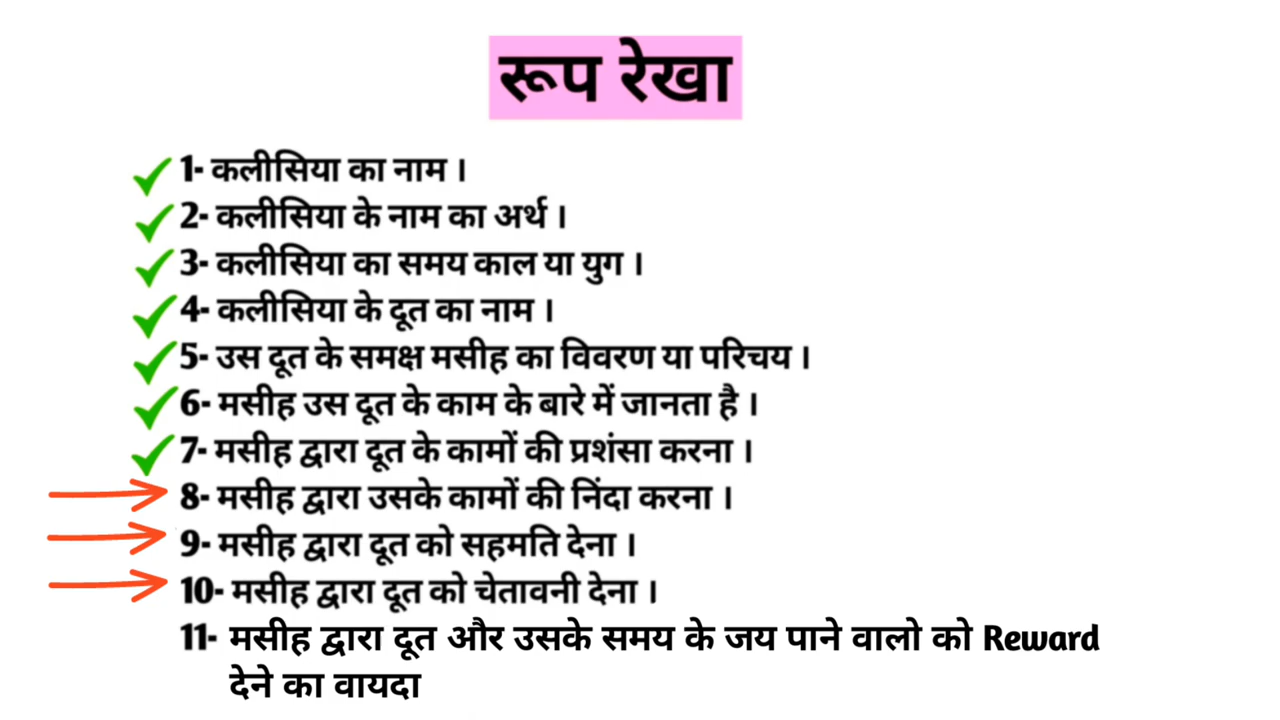 रूप रेखा
1- कलीसिया का नाम ।
2- कलीसिया के नाम का अर्थ ।
3- कलीसिया का समय काल या युग ।
4- कलीसिया के दूत का नाम ।
5- उस दूत के समक्ष मसीह का विवरण या परिचय ।
6- मसीह उस दूत के काम के बारे में जानता है ।
7- मसीह द्वारा दूत के कामों की प्रशंसा करना ।
8- मसीह द्वारा उसके कामों की निंदा करना ।
9- मसीह द्वारा दूत को सहमति देना ।
10- मसीह द्वारा दूत को चेतावनी देना ।
11- मसीह द्वारा दूत और उसके समय के जय पाने वालो को Reward
देने का वायदा